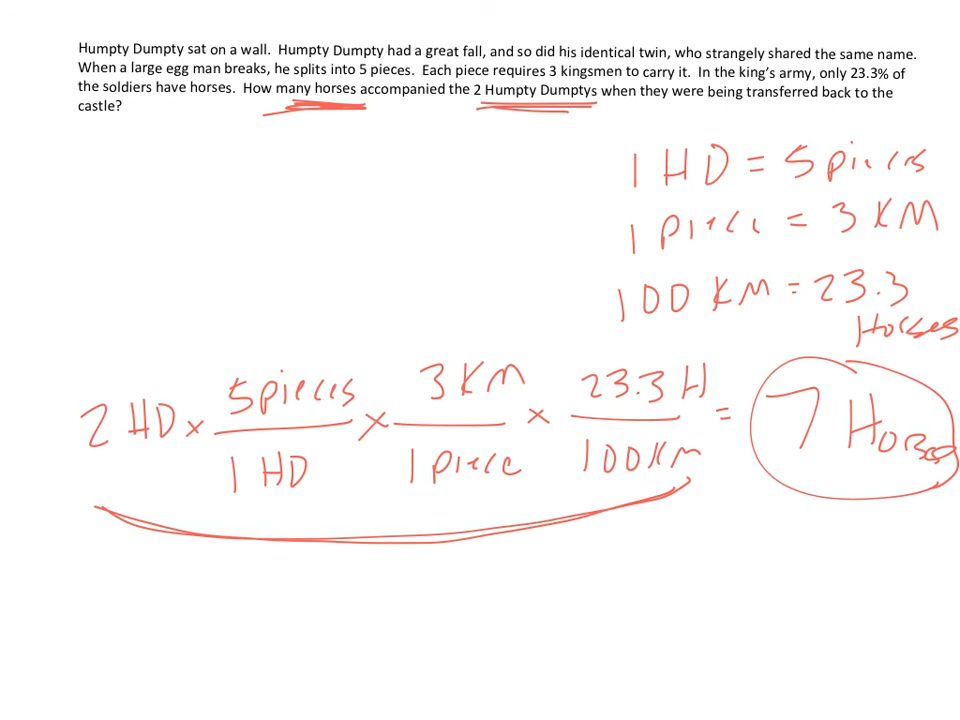 Humpty Dumpty sat on a wall. Humpty Dumpty had a great fall, and so did his identical twin, who strangely shared the same name.
When a large egg man breaks, he splits into 5 pieces. Each piece requires 3 kingsmen to carry it. In the king's army, only 23.3% of
the soldiers have horses. How many horses accompanied the 2 Humpty Dumptys when they were being transferred back to the
castle?
1 HD = 5 pieces
1 piece = 3 KM
100 KM = 23.3
Horses
2 HD x 5 pieces / 1 HD x 3 KM / 1 piece x 23.3 H / 100 KM = 7 Horses